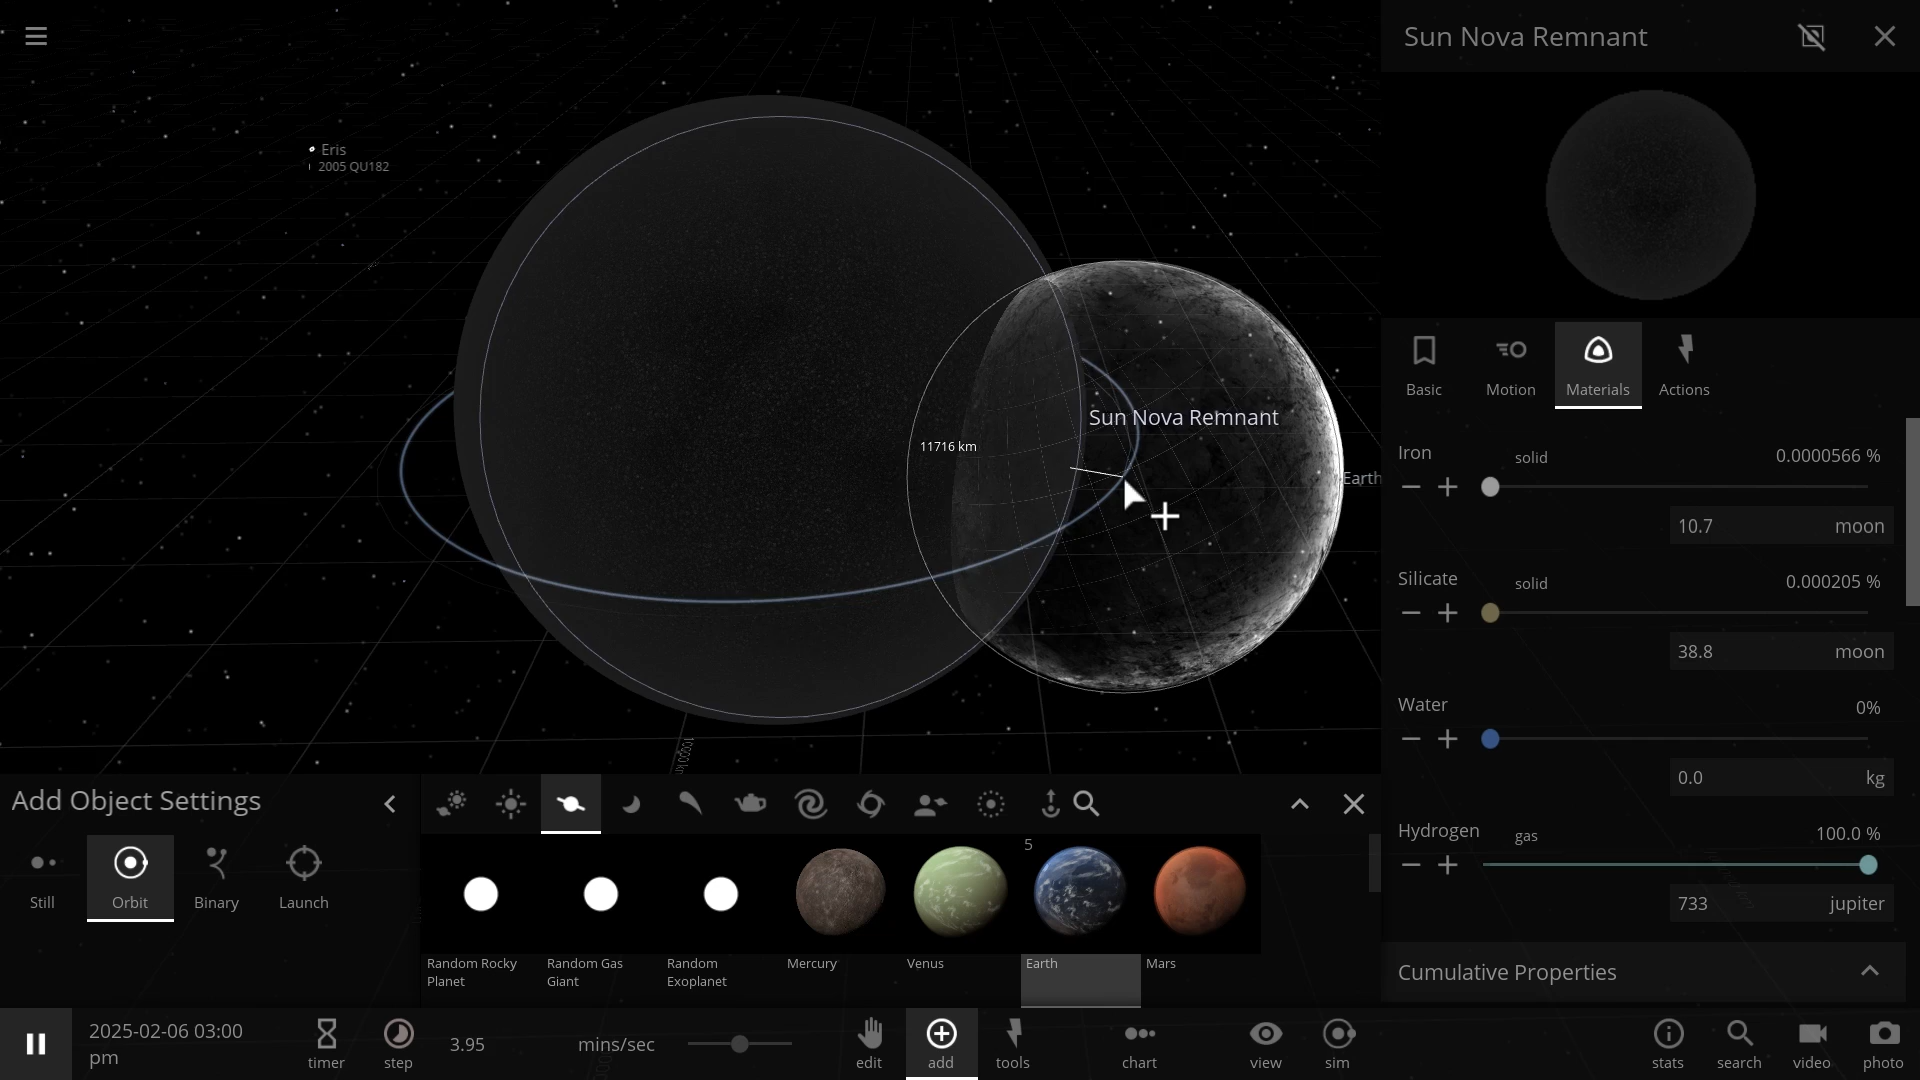 Sun Nova Remnant
Eris
2005 QU182
Sun Nova Remnant
11716 km
Earth
Basic
Motion
Materials
Actions
Iron
solid
0.0000566 %
10.7 moon
Silicate
solid
0.000205 %
38.8 moon
Water
0%
0.0 kg
Hydrogen
gas
100.0 %
733 jupiter
Cumulative Properties
Add Object Settings
Still
Orbit
Binary
Launch
5
Random Rocky
Planet
Random Gas
Giant
Random
Exoplanet
Mercury
Venus
Earth
Mars
2025-02-06 03:00
pm
timer
step
3.95 mins/sec
edit
add
tools
chart
view
sim
stats
search
video
photo